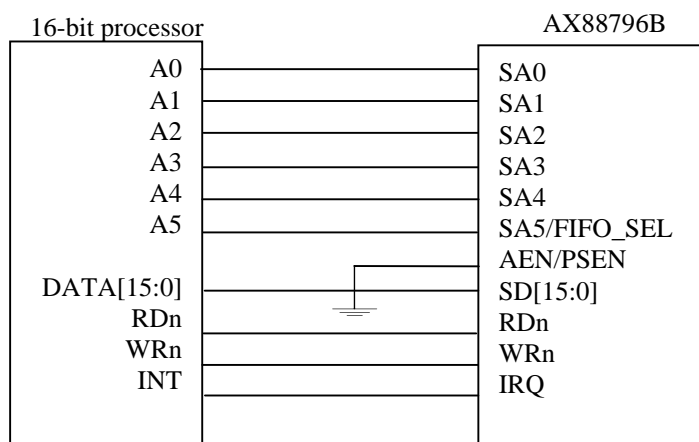 16-bit processor
AX88796B
A0
SA0
A1
SA1
A2
SA2
A3
SA3
A4
SA4
A5
SA5/FIFO_SEL
AEN/PSEN
DATA[15:0]
SD[15:0]
RDn
RDn
WRn
WRn
INT
IRQ